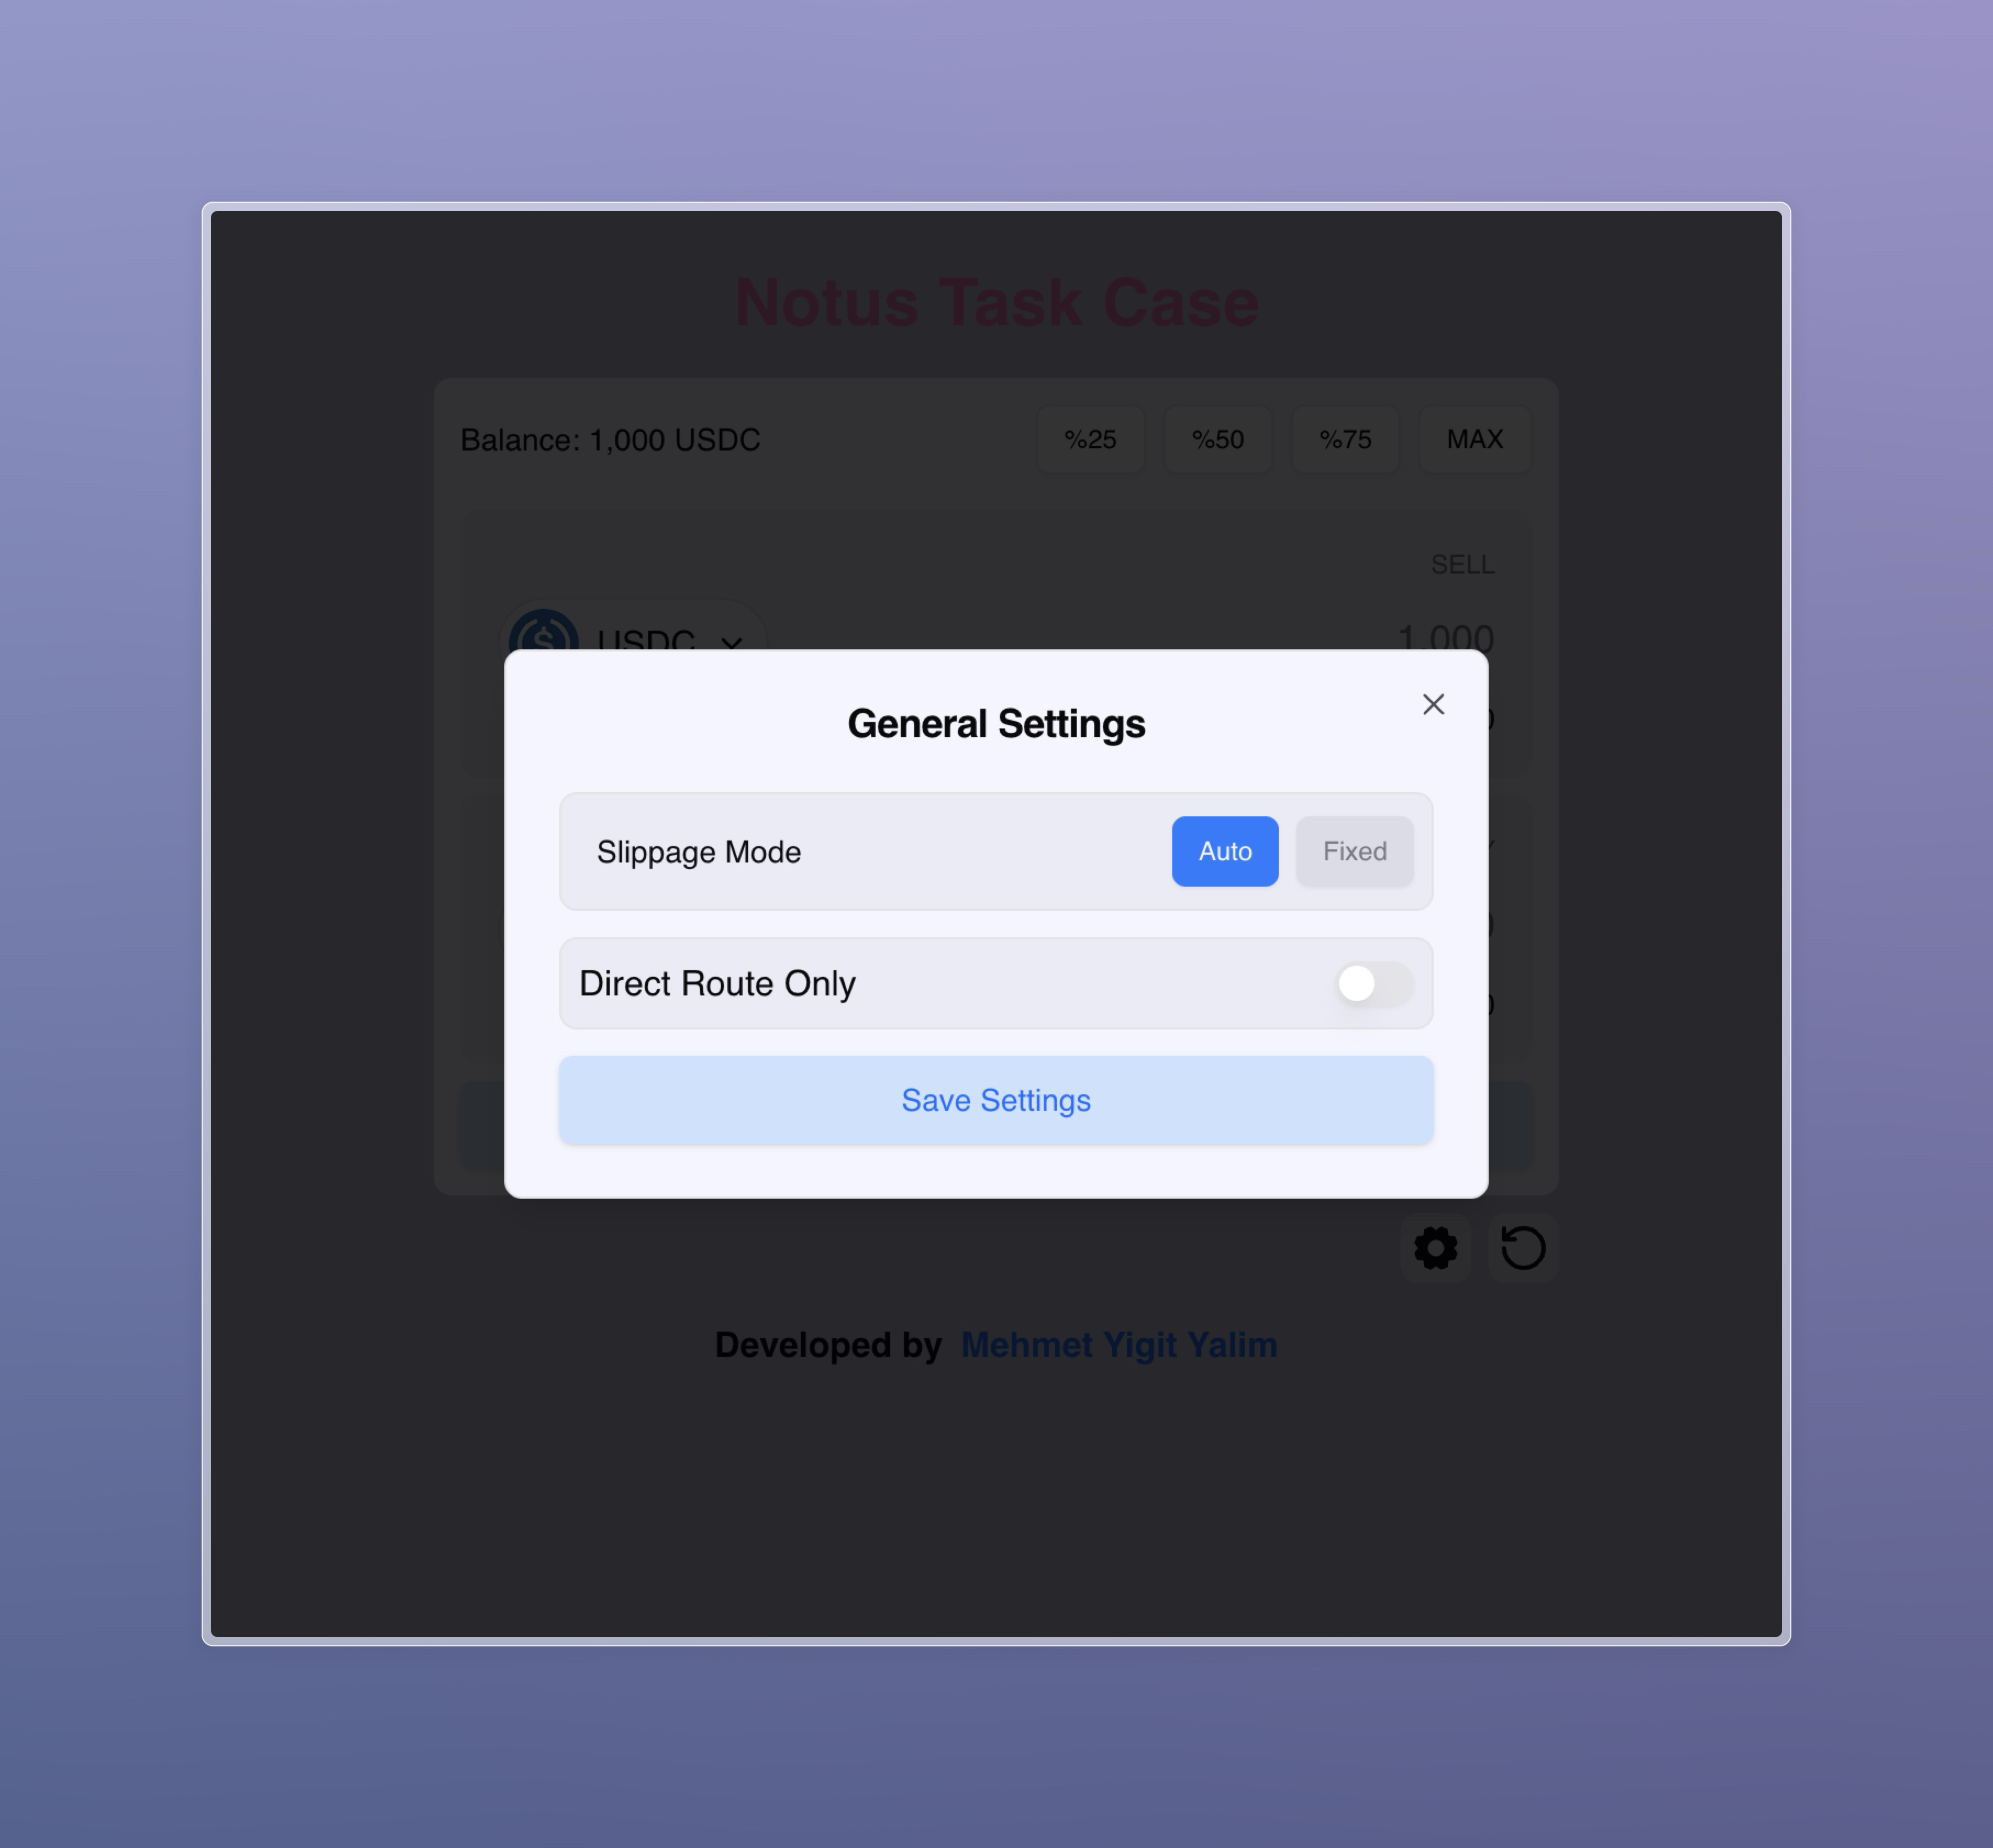 Notus Task Case
Balance: 1,000 USDC %25 %50 %75 MAX
SELL
USDC 1,000
General Settings
Slippage Mode Auto Fixed
Direct Route Only
Save Settings
Developed by Mehmet Yigit Yalim